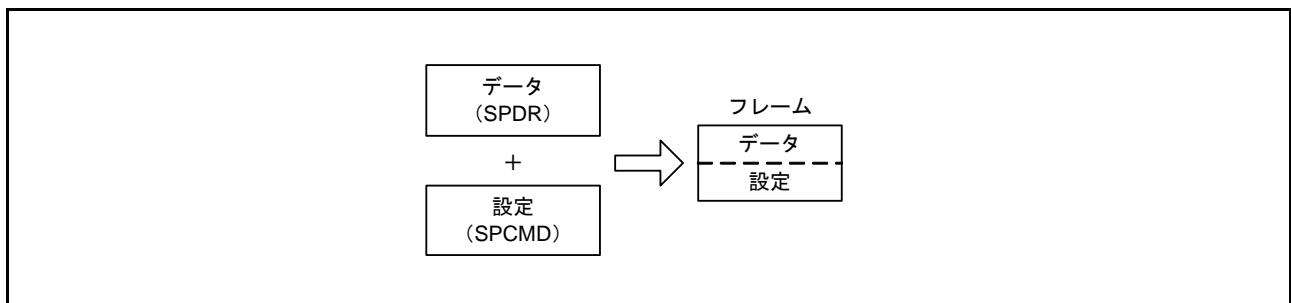 データ
(SPDR)
+
設定
(SPCMD)
フレーム
データ
設定